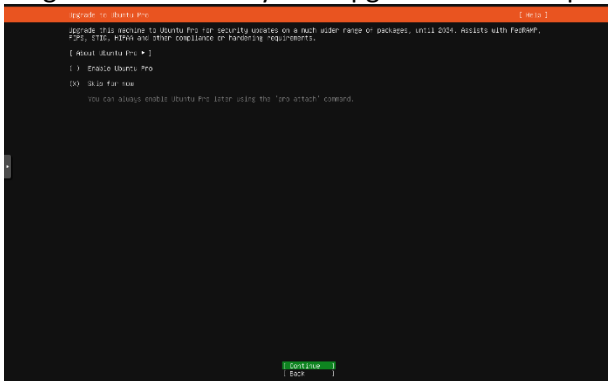 Upgrade to Ubuntu Pro [ Help ]
Upgrade this machine to Ubuntu Pro for security updates on a much wider range of packages, until 2034. Assists with FedRAMP,
FIPS, STIG, HIPAA and other compliance or hardening requirements.
[ About Ubuntu Pro ▸ ]
( ) Enable Ubuntu Pro
(X) Skip for now
You can always enable Ubuntu Pro later using the 'pro attach' command.
[ Continue ]
[ Back ]